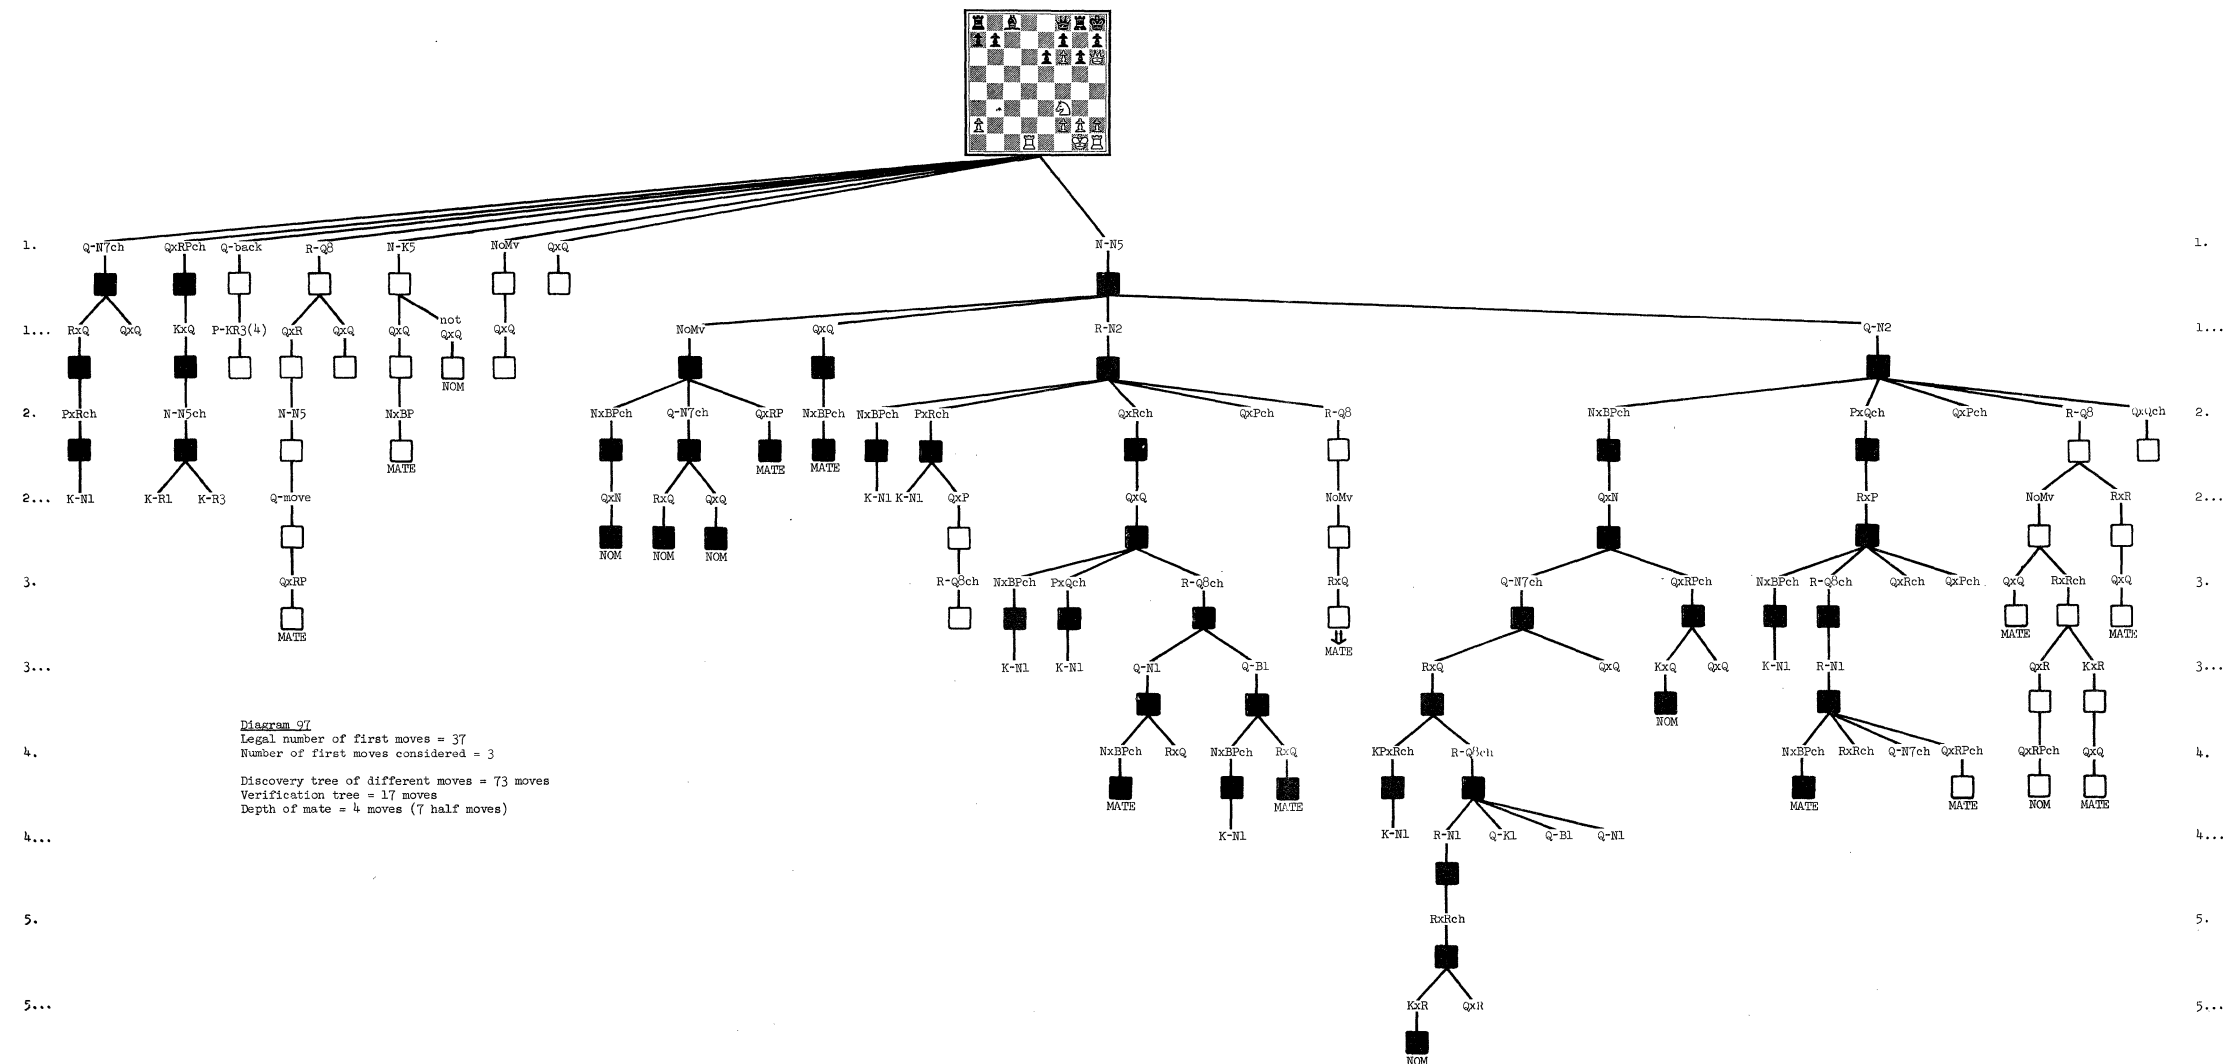 1. Q-N7ch QxRPch Q-back R-Q8 N-K5 NoMv QxQ N-N5 1.
not
1... RxQ QxQ P-KR3(4) QxR QxQ QxQ QxQ QxQ NoMv QxQ R-N2 Q-N2 1...
NOM
2. PxRch N-N5ch N-N5 NxBP NxBPch Q-N7ch QxRP NxBPch NxBPch PxRch QxRch QxPch R-Q8 NxBPch PxQch QxPch R-Q8 QxQch 2.
MATE MATE MATE
2... K-N1 K-R1 K-R3 Q-move QxN RxQ QxQ K-N1 K-N1 QxP QxQ NoMv QxN RxP NoMv RxR 2...
NOM NOM NOM
3. QxRP R-Q8ch NxBPch PxQch R-Q8ch RxQ Q-N7ch QxRPch NxBPch R-Q8ch QxRch QxPch QxQ RxRch QxQ 3.
MATE MATE MATE MATE
3... K-N1 K-N1 Q-N1 Q-B1 RxQ QxQ KxQ QxQ K-N1 R-N1 QxR KxR 3...
NOM
Diagram 97
Legal number of first moves = 37
Number of first moves considered = 3
4. NxBPch RxQ NxBPch RxQ KPxRch R-Q8ch NxBPch RxRch Q-N7ch QxRPch QxRPch QxQ 4.
Discovery tree of different moves = 73 moves
Verification tree = 17 moves
Depth of mate = 4 moves (7 half moves)
MATE MATE MATE MATE NOM MATE
4... K-N1 K-N1 R-N1 Q-K1 Q-B1 Q-N1 4...
5. RxRch 5.
5... KxR QxR 5...
NOM